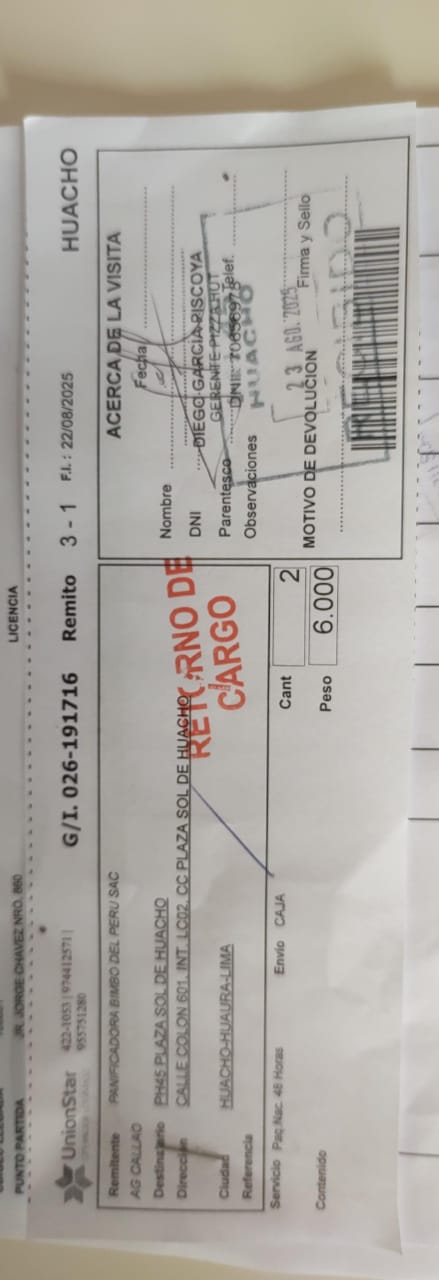 LICENCIA
PUNTO PARTIDA JR. JORGE CHAVEZ NRO. 860
UnionStar
422-1053 | 974412571 |
955751280
G/I. 026-191716 Remito 3 - 1 F.I. : 22/08/2025 HUACHO
Remitente PANIFICADORA BIMBO DEL PERU SAC
AG CALLAO
Destinatario PH45 PLAZA SOL DE HUACHO
Dirección CALLE COLON 601. INT. LC02. CC PLAZA SOL DE HUACHO
Ciudad HUACHO-HUAURA-LIMA
Referencia
Servicio Paq.Nac. 48 Horas Envío CAJA
Contenido
Cant 2
Peso 6.000
RETORNO DE
CARGO
ACERCA DE LA VISITA
Fecha
Nombre
DNI
DIEGO GARCIA PISCOYA
GERENTE PIZZA HUT
Parentesco
Telef.
HUACHO
Observaciones
23 AGO. 2025
MOTIVO DE DEVOLUCION
Firma y Sello